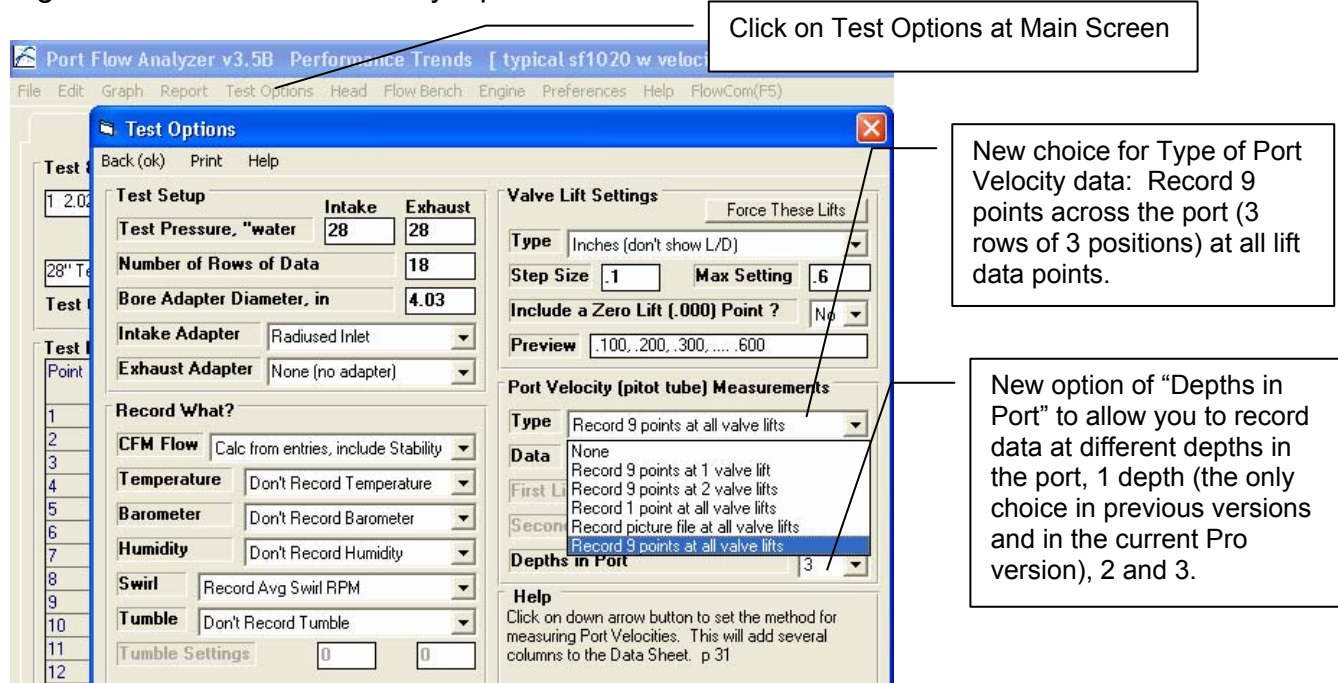 Click on Test Options at Main Screen
Port Flow Analyzer v3.5B Performance Trends [ typical sf1020 w veloci
File Edit Graph Report Test Options Head Flow Bench Engine Preferences Help FlowCom(F5)
Test Options
Back (ok) Print Help
Test
1 2.02
28" Te
Test
Test
Point
1
2
3
4
5
6
7
8
9
10
11
12
Test Setup
Intake Exhaust
Test Pressure, "water 28 28
Number of Rows of Data 18
Bore Adapter Diameter, in 4.03
Intake Adapter Radiused Inlet
Exhaust Adapter None (no adapter)
Record What?
CFM Flow Calc from entries, include Stability
Temperature Don't Record Temperature
Barometer Don't Record Barometer
Humidity Don't Record Humidity
Swirl Record Avg Swirl RPM
Tumble Don't Record Tumble
Tumble Settings 0 0
Valve Lift Settings
Force These Lifts
Type Inches (don't show L/D)
Step Size .1 Max Setting .6
Include a Zero Lift (.000) Point ? No
Preview .100, .200, .300, .... .600
Port Velocity (pitot tube) Measurements
Type Record 9 points at all valve lifts
Data
First Li
Second
None
Record 9 points at 1 valve lift
Record 9 points at 2 valve lifts
Record 1 point at all valve lifts
Record picture file at all valve lifts
Record 9 points at all valve lifts
Depths in Port 3
Help
Click on down arrow button to set the method for
measuring Port Velocities. This will add several
columns to the Data Sheet. p 31
New choice for Type of Port
Velocity data: Record 9
points across the port (3
rows of 3 positions) at all lift
data points.
New option of “Depths in
Port” to allow you to record
data at different depths in
the port, 1 depth (the only
choice in previous versions
and in the current Pro
version), 2 and 3.